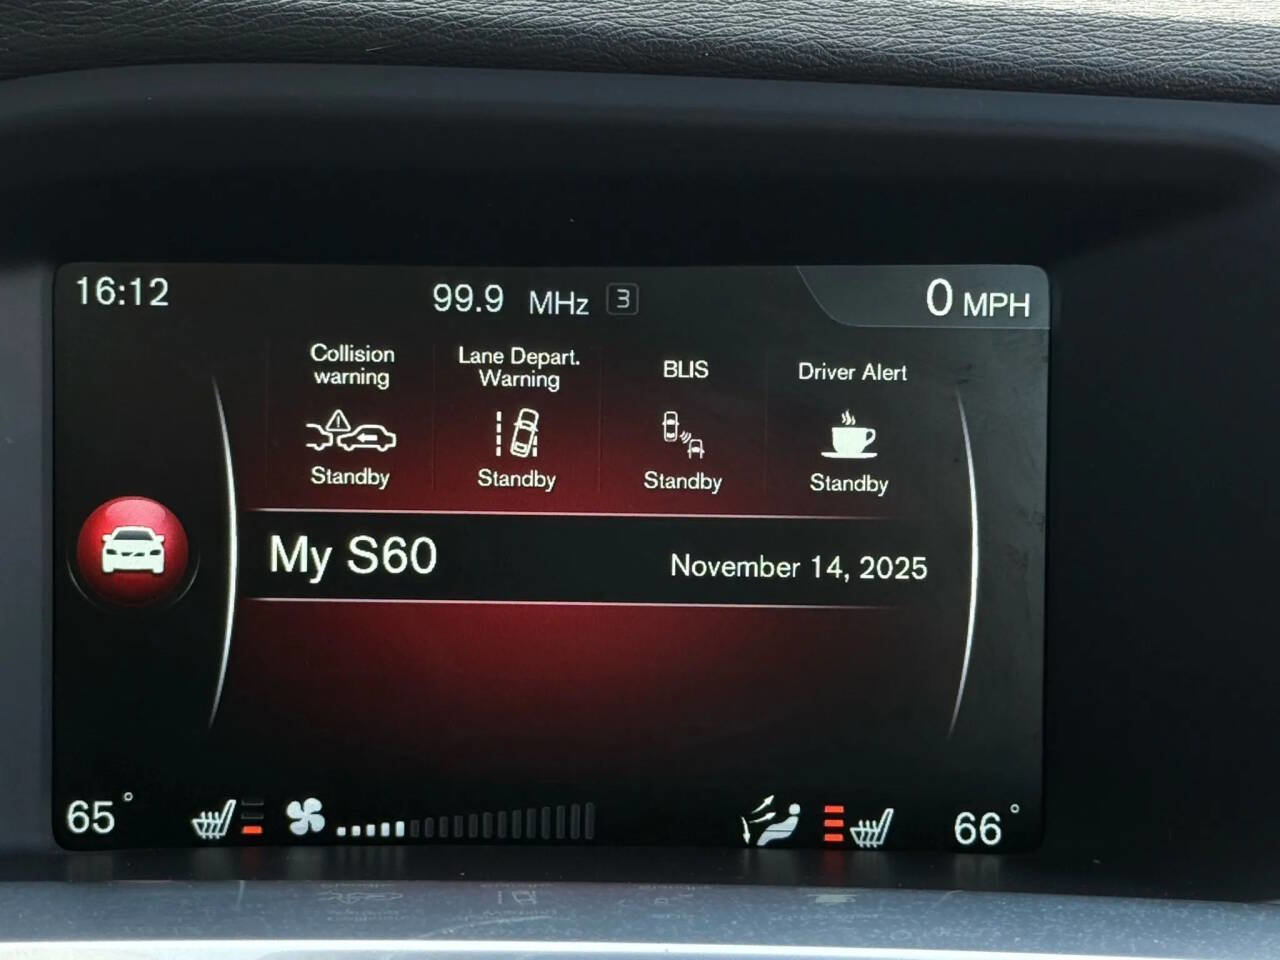 16:12
99.9 MHz 3
0 MPH
Collision
warning
Standby
Lane Depart.
Warning
Standby
BLIS
Standby
Driver Alert
Standby
My S60
November 14, 2025
65°
66°